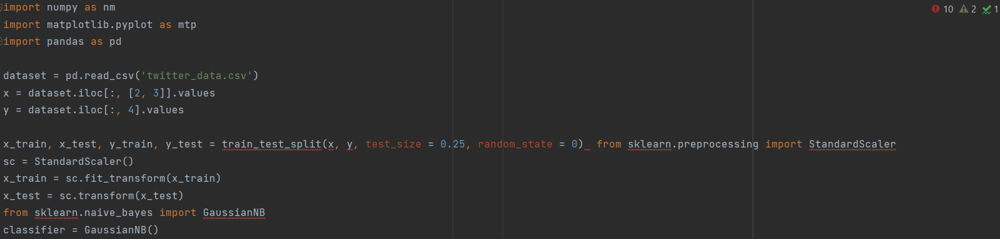 import numpy as nm
import matplotlib.pyplot as mtp
import pandas as pd
dataset = pd.read_csv('twitter_data.csv')
x = dataset.iloc[:, [2, 3]].values
y = dataset.iloc[:, 4].values
x_train, x_test, y_train, y_test = train_test_split(x, y, test_size = 0.25, random_state = 0)  from sklearn.preprocessing import StandardScaler
sc = StandardScaler()
x_train = sc.fit_transform(x_train)
x_test = sc.transform(x_test)
from sklearn.naive_bayes import GaussianNB
classifier = GaussianNB()
10 2 1